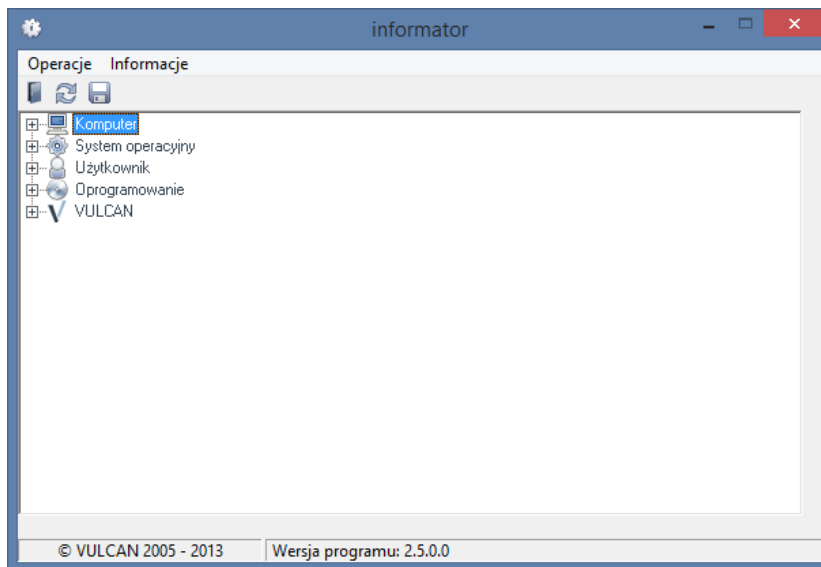 informator
Operacje Informacje
Komputer
System operacyjny
Użytkownik
Oprogramowanie
VULCAN
© VULCAN 2005 - 2013 Wersja programu: 2.5.0.0